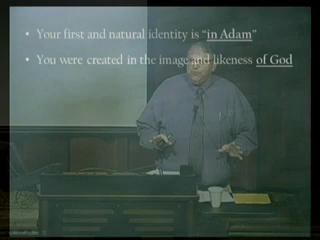 • Your first and natural identity is "in Adam"
• You were created in the image and likeness of God